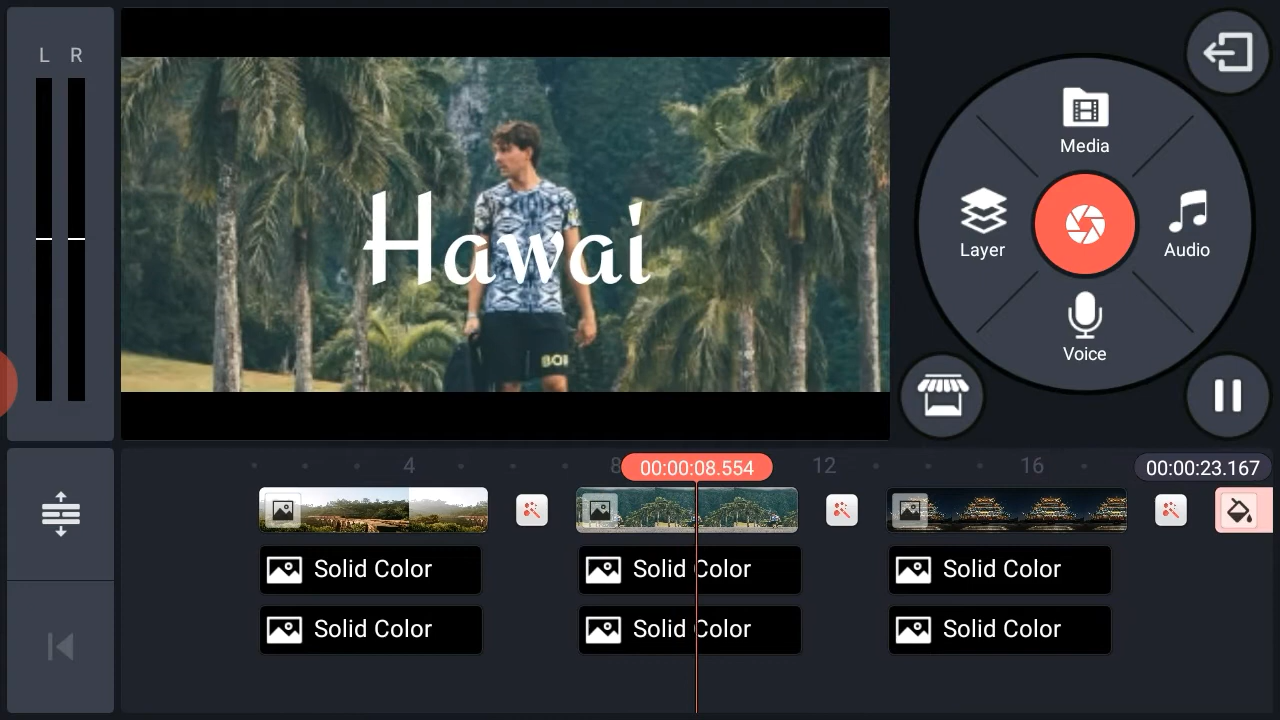 L R
Hawai
BOI
Media
Layer
Audio
Voice
4
8
00:00:08.554
12
16
00:00:23.167
Solid Color
Solid Color
Solid Color
Solid Color
Solid Color
Solid Color